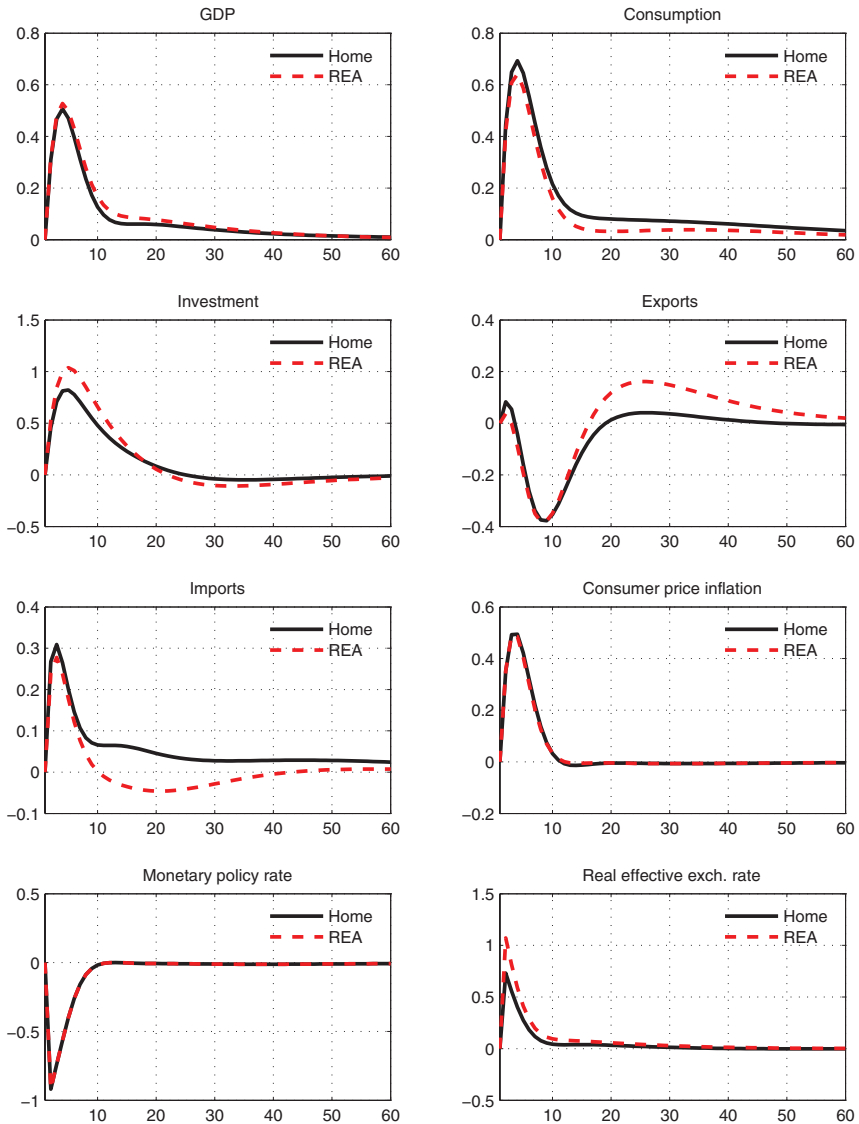 GDP
0.8
0.6
0.4
0.2
0
10 20 30 40 50 60
Home
REA
Consumption
0.8
0.6
0.4
0.2
0
10 20 30 40 50 60
Home
REA
Investment
1.5
1
0.5
0
−0.5
10 20 30 40 50 60
Home
REA
Exports
0.4
0.2
0
−0.2
−0.4
10 20 30 40 50 60
Home
REA
Imports
0.4
0.3
0.2
0.1
0
−0.1
10 20 30 40 50 60
Home
REA
Consumer price inflation
0.6
0.4
0.2
0
−0.2
10 20 30 40 50 60
Home
REA
Monetary policy rate
0.5
0
−0.5
−1
10 20 30 40 50 60
Home
REA
Real effective exch. rate
1.5
1
0.5
0
−0.5
10 20 30 40 50 60
Home
REA